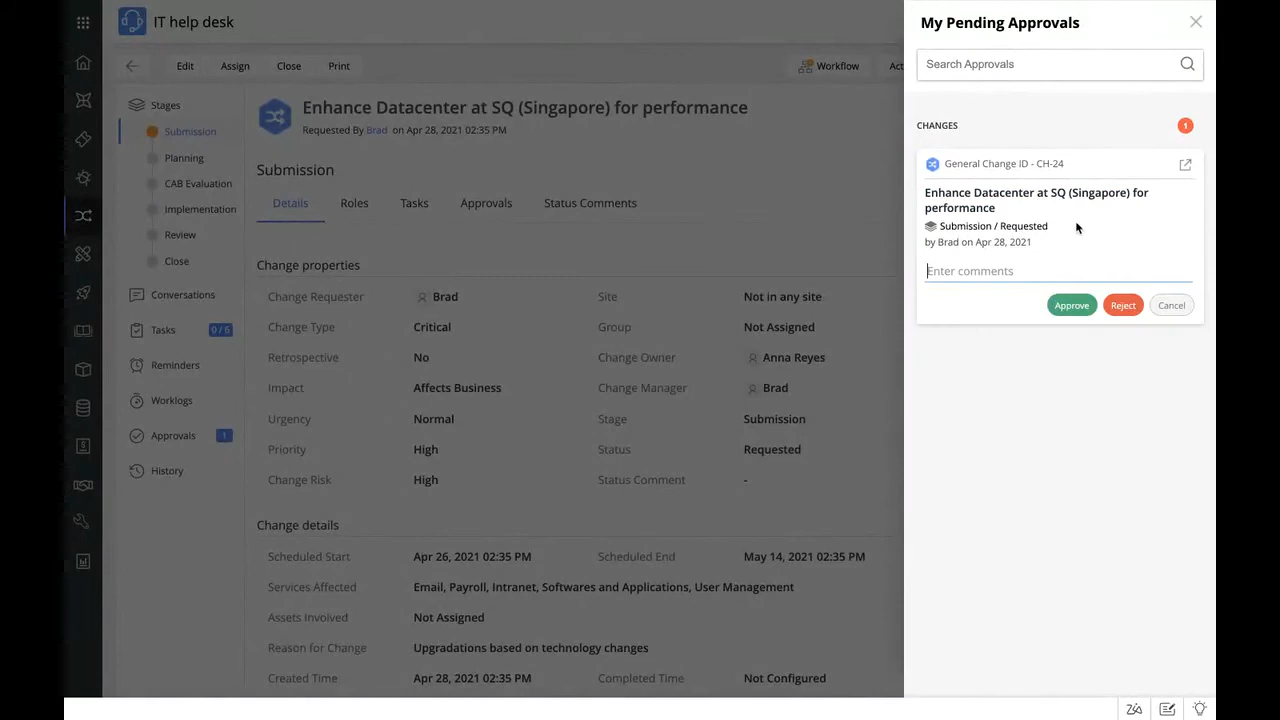 IT help desk
Edit Assign Close Print Workflow Act
Stages
Submission
Planning
CAB Evaluation
Implementation
Review
Close
Conversations
Tasks 0 / 6
Reminders
Worklogs
Approvals 1
History
Enhance Datacenter at SQ (Singapore) for performance
Requested By Brad on Apr 28, 2021 02:35 PM
Submission
Details Roles Tasks Approvals Status Comments
Change properties
Change Requester Brad Site Not in any site
Change Type Critical Group Not Assigned
Retrospective No Change Owner Anna Reyes
Impact Affects Business Change Manager Brad
Urgency Normal Stage Submission
Priority High Status Requested
Change Risk High Status Comment -
Change details
Scheduled Start Apr 26, 2021 02:35 PM Scheduled End May 14, 2021 02:35 PM
Services Affected Email, Payroll, Intranet, Softwares and Applications, User Management
Assets Involved Not Assigned
Reason for Change Upgradations based on technology changes
Created Time Apr 28, 2021 02:35 PM Completed Time Not Configured
My Pending Approvals
Search Approvals
CHANGES 1
General Change ID - CH-24
Enhance Datacenter at SQ (Singapore) for
performance
Submission / Requested
by Brad on Apr 28, 2021
Enter comments
Approve Reject Cancel